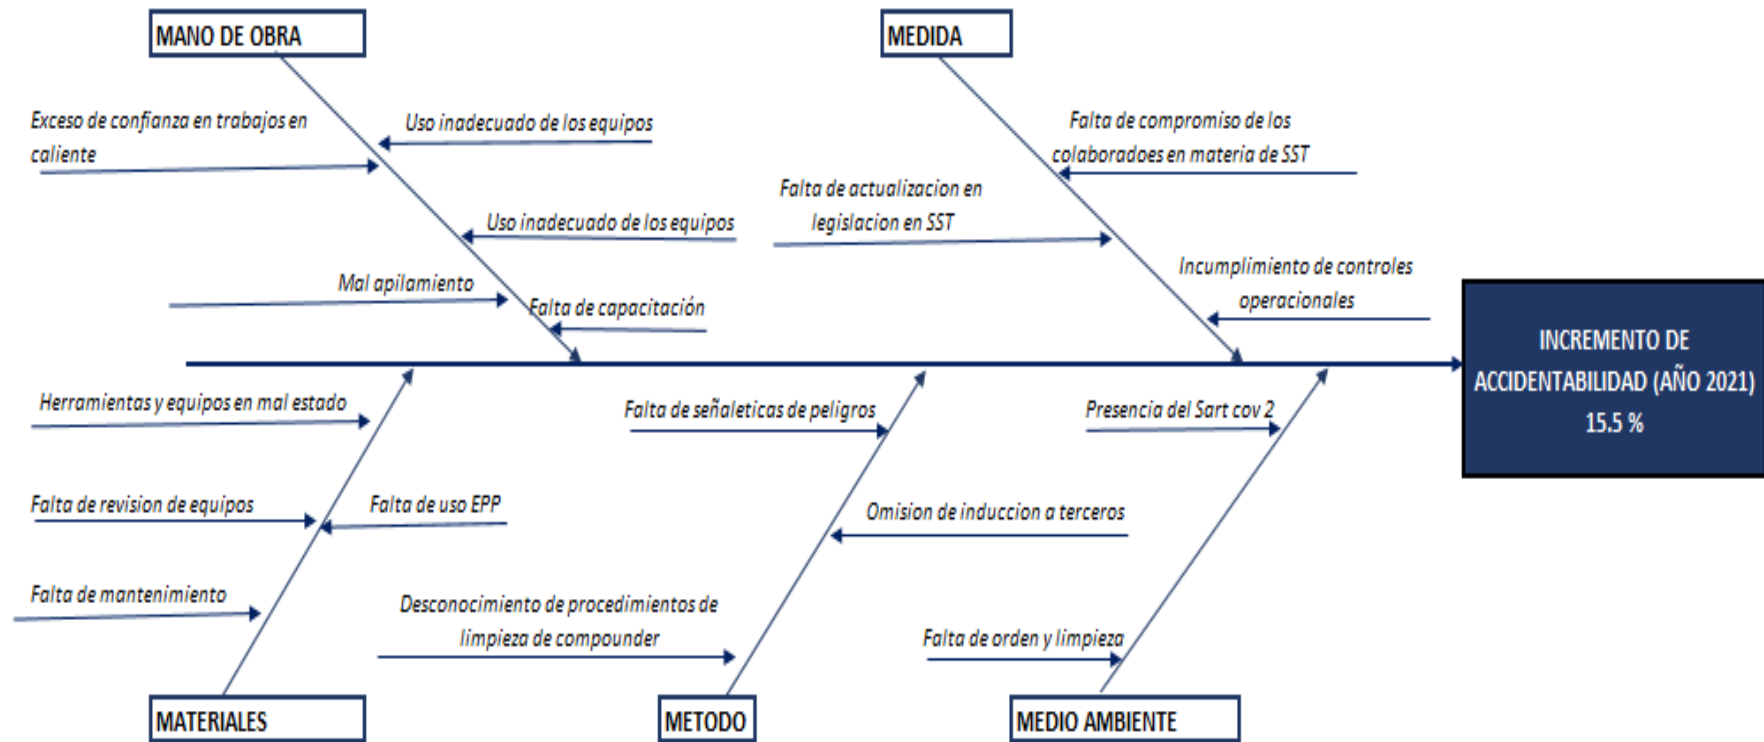 MANO DE OBRA
MEDIDA
Exceso de confianza en trabajos en
caliente
Uso inadecuado de los equipos
Uso inadecuado de los equipos
Mal apilamiento
Falta de capacitación
Falta de compromiso de los
colaboradoes en materia de SST
Falta de actualizacion en
legislacion en SST
Incumplimiento de controles
operacionales
INCREMENTO DE
ACCIDENTABILIDAD (AÑO 2021)
15.5 %
Herramientas y equipos en mal estado
Falta de revision de equipos
Falta de uso EPP
Falta de mantenimiento
Falta de señaleticas de peligros
Omision de induccion a terceros
Desconocimiento de procedimientos de
limpieza de compounder
Presencia del Sart cov 2
Falta de orden y limpieza
MATERIALES
METODO
MEDIO AMBIENTE